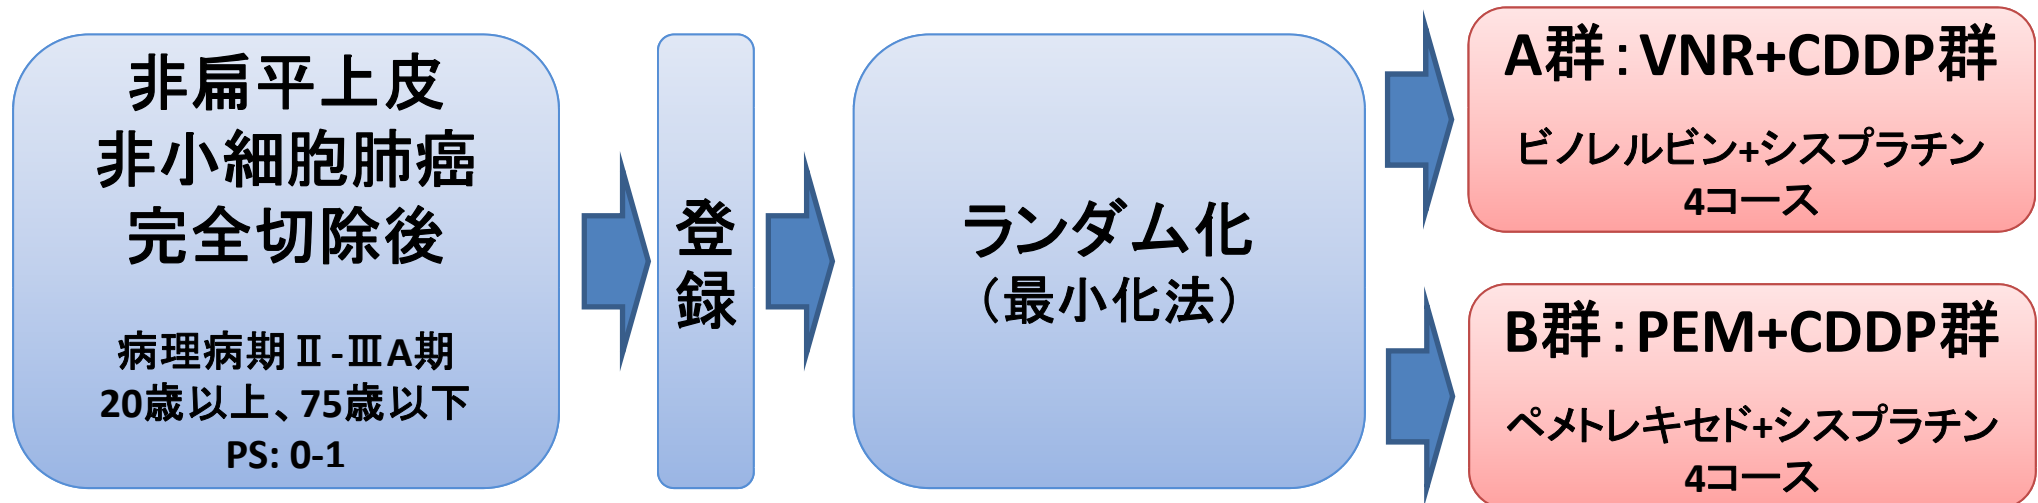 非扁平上皮
非小細胞肺癌
完全切除後
病理病期Ⅱ-ⅢA期
20歳以上、75歳以下
PS: 0-1
登
録
ランダム化
（最小化法）
A群：VNR+CDDP群
ビノレルビン+シスプラチン
4コース
B群：PEM+CDDP群
ペメトレキセド+シスプラチン
4コース